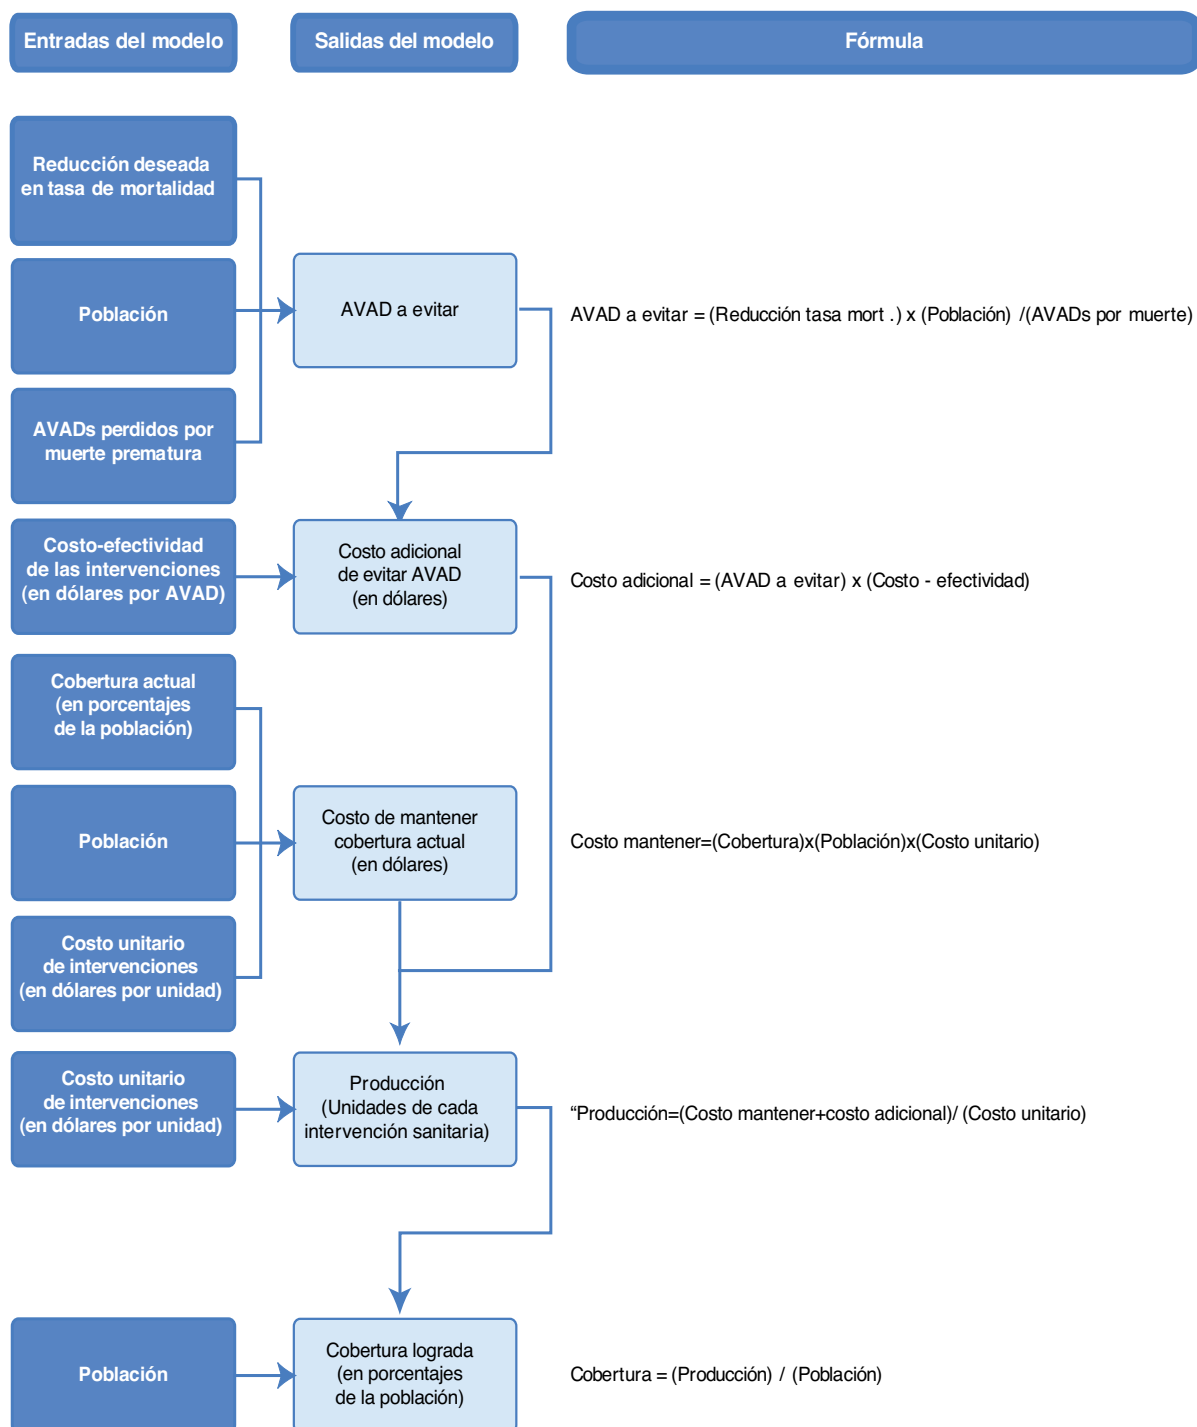 Entradas del modelo
Salidas del modelo
Fórmula
Reducción deseada
en tasa de mortalidad
Población
AVADs perdidos por
muerte prematura
AVAD a evitar
AVAD a evitar = (Reducción tasa mort .) x (Población) /(AVADs por muerte)
Costo-efectividad
de las intervenciones
(en dólares por AVAD)
Costo adicional
de evitar AVAD
(en dólares)
Costo adicional = (AVAD a evitar) x (Costo - efectividad)
Cobertura actual
(en porcentajes
de la población)
Población
Costo unitario
de intervenciones
(en dólares por unidad)
Costo de mantener
cobertura actual
(en dólares)
Costo mantener=(Cobertura)x(Población)x(Costo unitario)
Costo unitario
de intervenciones
(en dólares por unidad)
Producción
(Unidades de cada
intervención sanitaria)
“Producción=(Costo mantener+costo adicional)/ (Costo unitario)
Población
Cobertura lograda
(en porcentajes
de la población)
Cobertura = (Producción) / (Población)